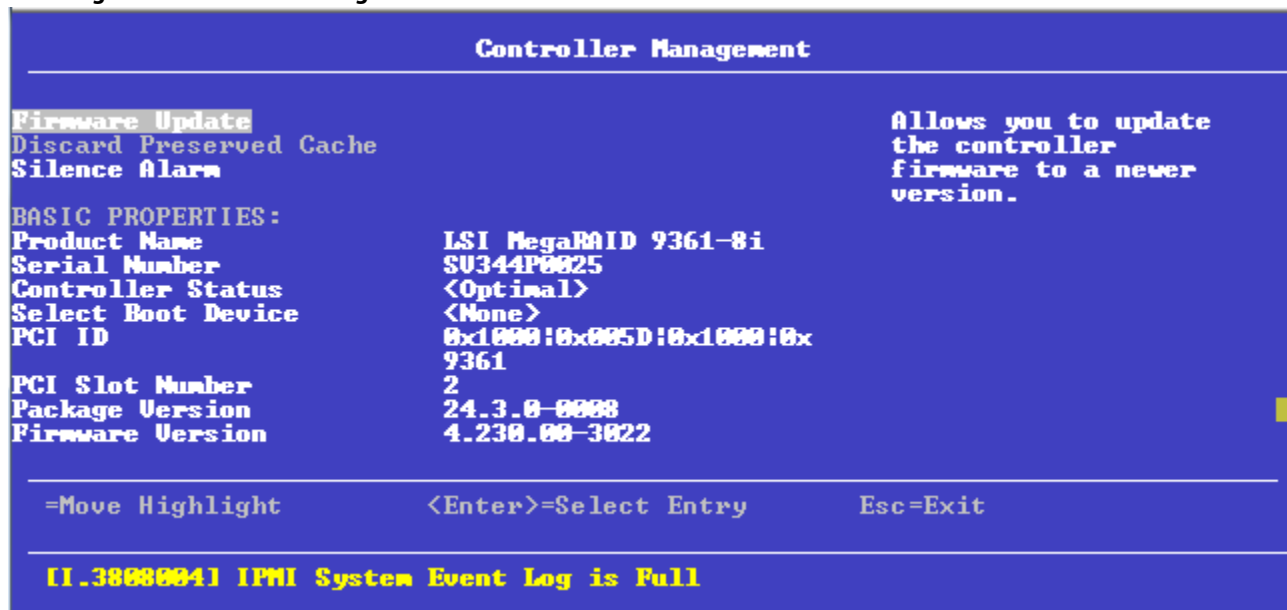 Controller Management
Firmware Update
Discard Preserved Cache
Silence Alarm
Allows you to update
the controller
firmware to a newer
version.
BASIC PROPERTIES:
Product Name LSI MegaRAID 9361-8i
Serial Number SV344P0025
Controller Status <Optimal>
Select Boot Device <None>
PCI ID 0x1000:0x005D:0x1000:0x
9361
PCI Slot Number 2
Package Version 24.3.0-0008
Firmware Version 4.230.00-3022
=Move Highlight <Enter>=Select Entry Esc=Exit
[I.3808004] IPMI System Event Log is Full